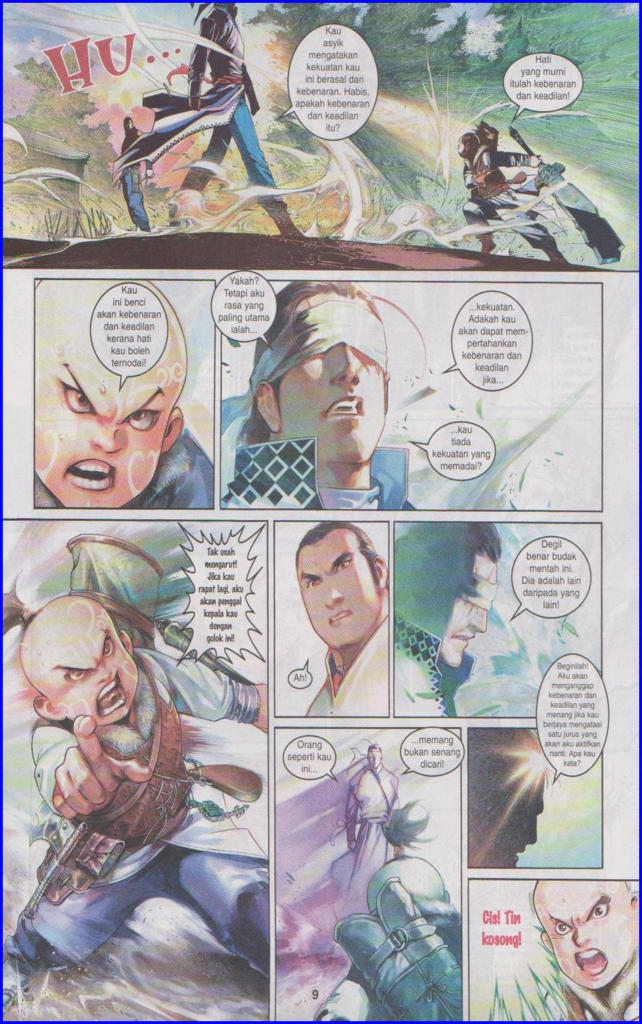 HU...
Kau
asyik
mengatakan
kekuatan kau
ini berasal dari
kebenaran. Habis,
apakah kebenaran
dan keadilan
itu?
Hati
yang murni
itulah kebenaran
dan keadilan!
Kau
ini benci
akan kebenaran
dan keadilan
kerana hati
kau boleh
ternodai!
Yakah?
Tetapi aku
rasa yang
paling utama
ialah...
...kekuatan.
Adakah kau
akan dapat mem-
pertahankan
kebenaran dan
keadilan
jika...
...kau
tiada
kekuatan yang
memadai?
Tak usah
mengarut!
Jika kau
rapat lagi, aku
akan penggal
kepala kau
dengan
golok ini!
Ah!
Degil
benar budak
mentah ini.
Dia adalah lain
daripada yang
lain!
Orang
seperti kau
ini...
...memang
bukan senang
dicari!
Beginilah!
Aku akan
menganggap
kebenaran dan
keadilan yang
menang jika kau
berjaya mengatasi
satu jurus yang
akan aku aktifkan
nanti. Apa kau
kata?
Cis! Tin
kosong!
9